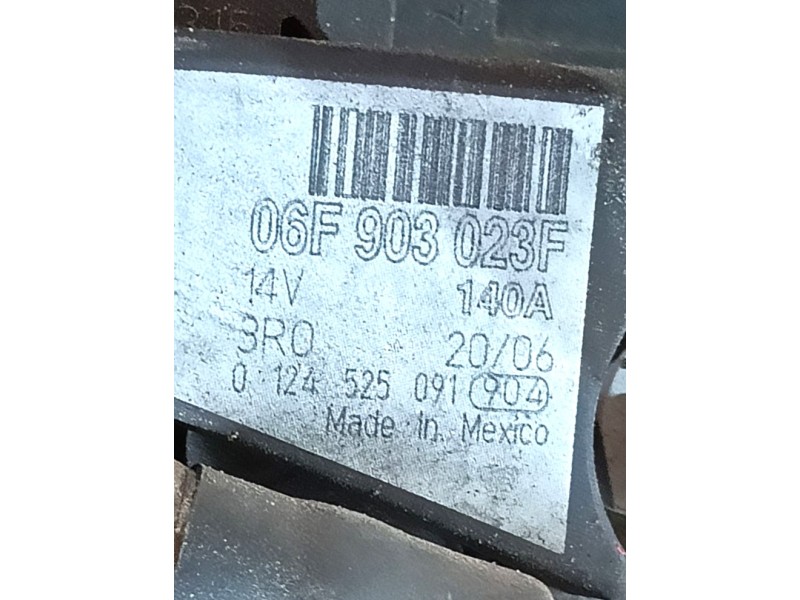 06F 903 023F
14V 140A
3RO 20/06
0 124 525 091 904
Made in Mexico